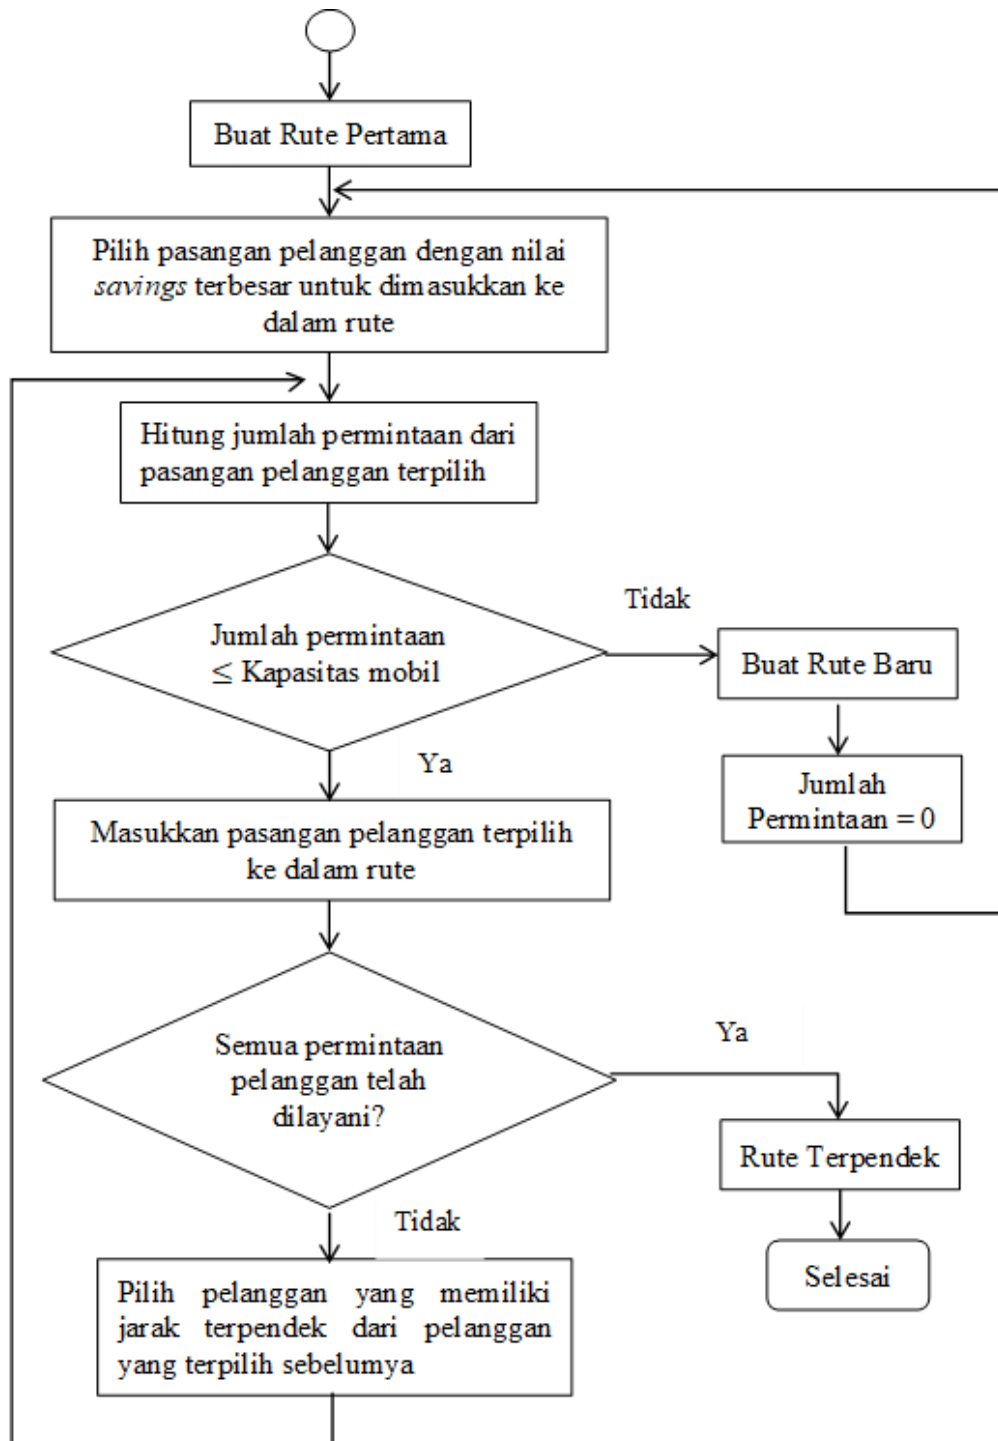 Buat Rute Pertama
Pilih pasangan pelanggan dengan nilai
savings terbesar untuk dimasukkan ke
dalam rute
Hitung jumlah permintaan dari
pasangan pelanggan terpilih
Jumlah permintaan
≤ Kapasitas mobil
Tidak
Buat Rute Baru
Jumlah
Permintaan = 0
Ya
Masukkan pasangan pelanggan terpilih
ke dalam rute
Semua permintaan
pelanggan telah
dilayani?
Ya
Rute Terpendek
Selesai
Tidak
Pilih pelanggan yang memiliki
jarak terpendek dari pelanggan
yang terpilih sebelumya